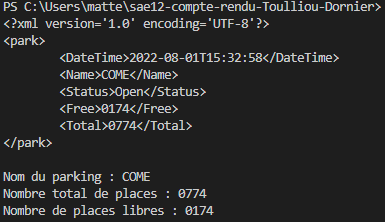 PS C:\Users\matte\sae12-compte-rendu-Toulliou-Dornier>
<?xml version='1.0' encoding='UTF-8'?>
<park>
<DateTime>2022-08-01T15:32:58</DateTime>
<Name>COME</Name>
<Status>Open</Status>
<Free>0174</Free>
<Total>0774</Total>
</park>
Nom du parking : COME
Nombre total de places : 0774
Nombre de places libres : 0174